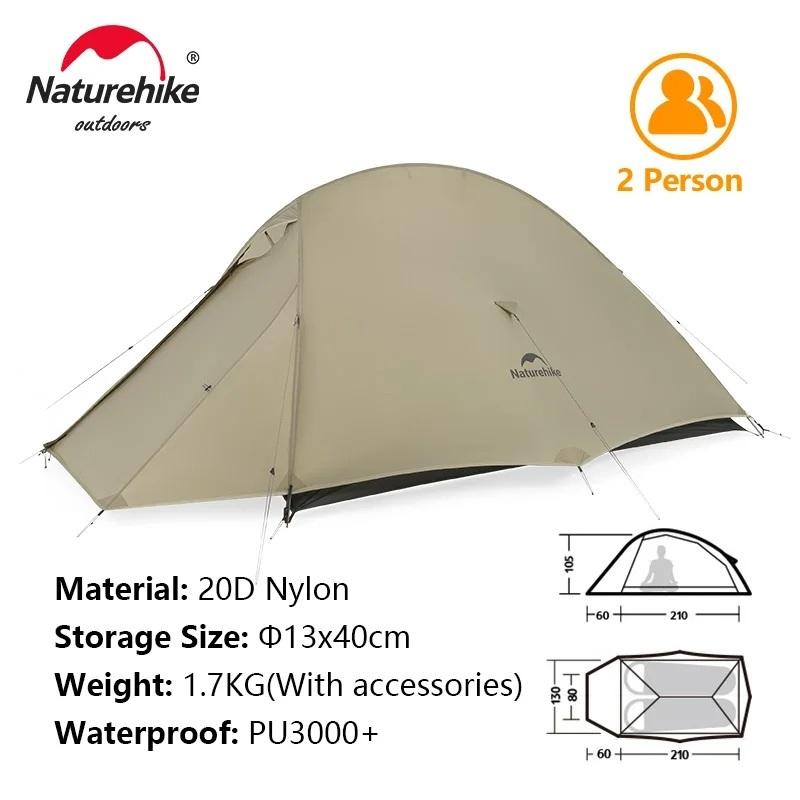 Naturehike®
outdoors
2 Person
Naturehike
Material: 20D Nylon
Storage Size: Φ13x40cm
Weight: 1.7KG(With accessories)
Waterproof: PU3000+
105
60
210
130
80
60
210